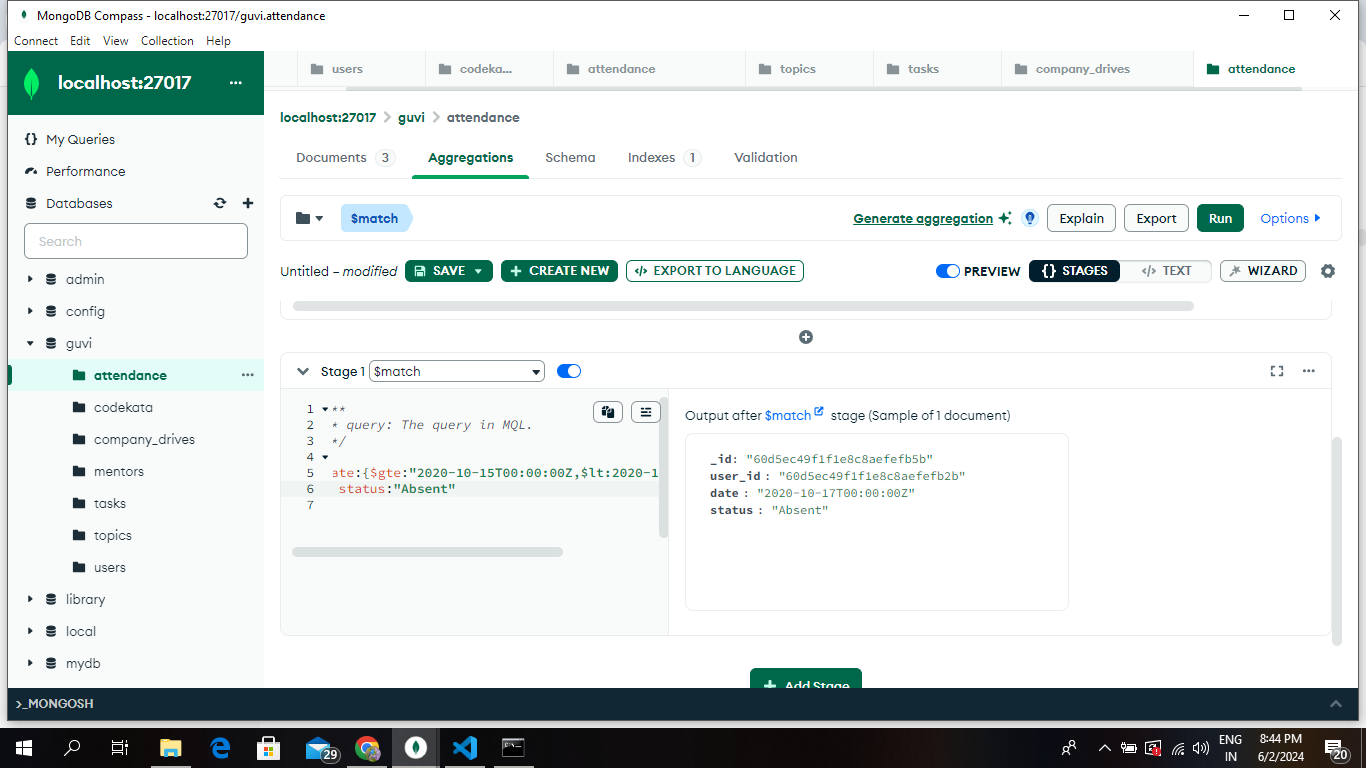 MongoDB Compass - localhost:27017/guvi.attendance
Connect Edit View Collection Help
localhost:27017 ...
users codeka... attendance topics tasks company_drives attendance
localhost:27017 > guvi > attendance
{} My Queries
Performance
Databases
Search
admin
config
guvi
attendance ...
codekata
company_drives
mentors
tasks
topics
users
library
local
mydb
Documents 3 Aggregations Schema Indexes 1 Validation
$match Generate aggregation Explain Export Run Options
Untitled – modified SAVE + CREATE NEW </> EXPORT TO LANGUAGE PREVIEW {} STAGES </> TEXT WIZARD
Stage 1 $match ...
1 **
2 * query: The query in MQL.
3 */
4
5 ate:{$gte:"2020-10-15T00:00:00Z,$lt:2020-1
6 status:"Absent"
7
Output after $match stage (Sample of 1 document)
_id: "60d5ec49f1f1e8c8aefefb5b"
user_id : "60d5ec49f1f1e8c8aefefb2b"
date : "2020-10-17T00:00:00Z"
status : "Absent"
+ Add Stage
>_MONGOSH
29
ENG
IN
8:44 PM
6/2/2024
20